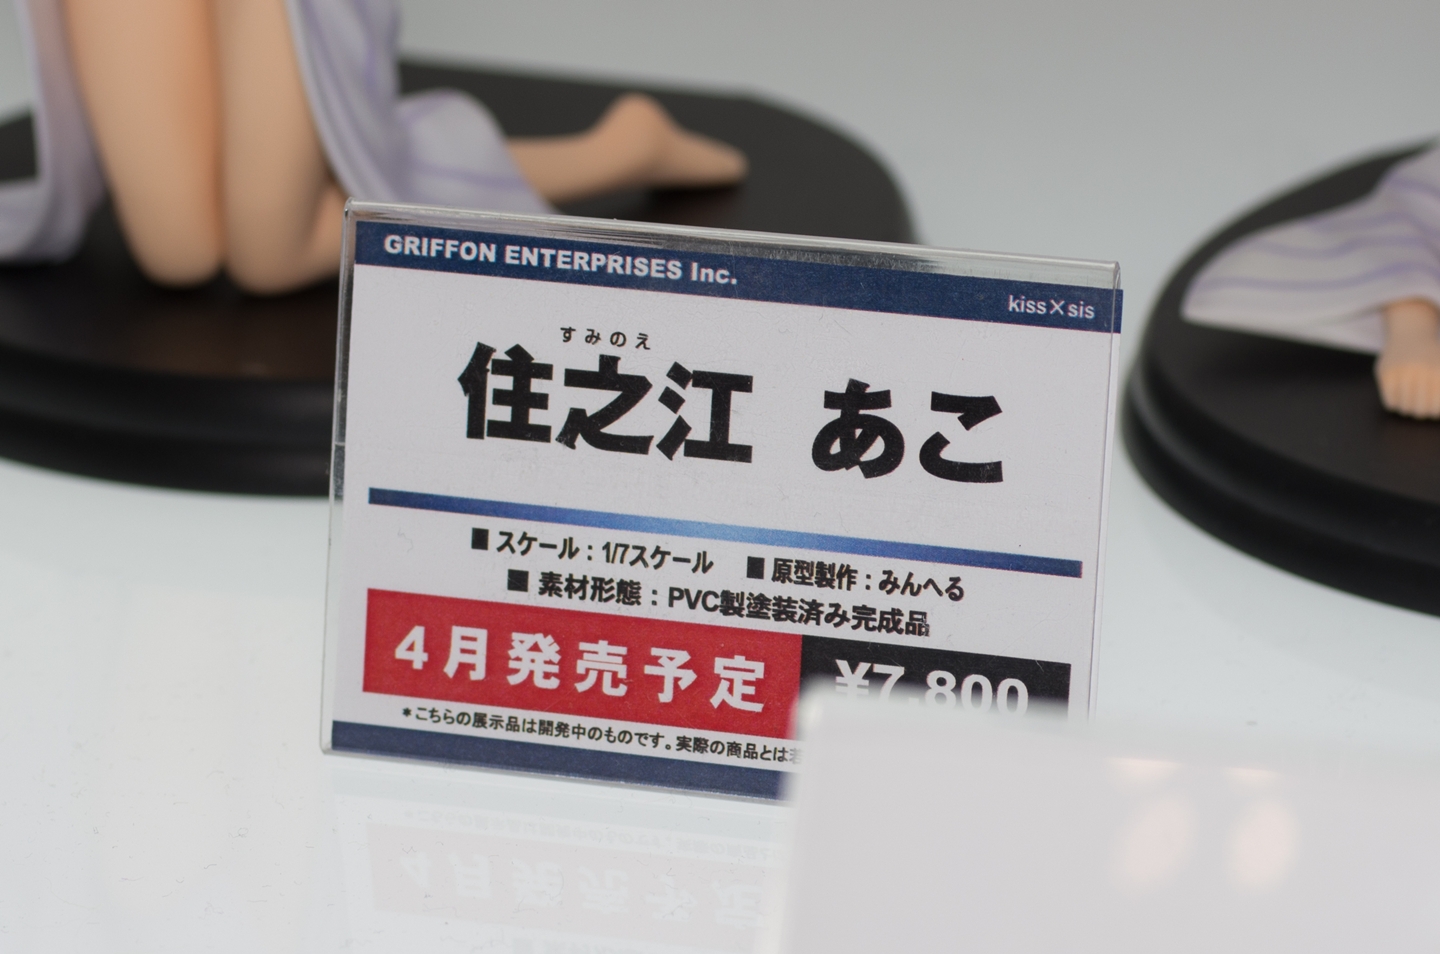 GRIFFON ENTERPRISES Inc.
kiss×sis
すみのえ
住之江 あこ
■ スケール：1/7スケール ■ 原型製作：みんへる
■ 素材形態：PVC製塗装済み完成品
4月発売予定 ¥7,800
*こちらの展示品は開発中のものです。実際の商品とは